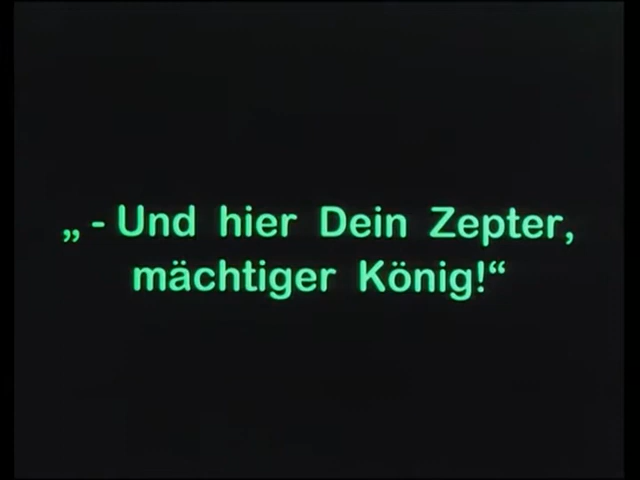 „ - Und hier Dein Zepter,
mächtiger König!“